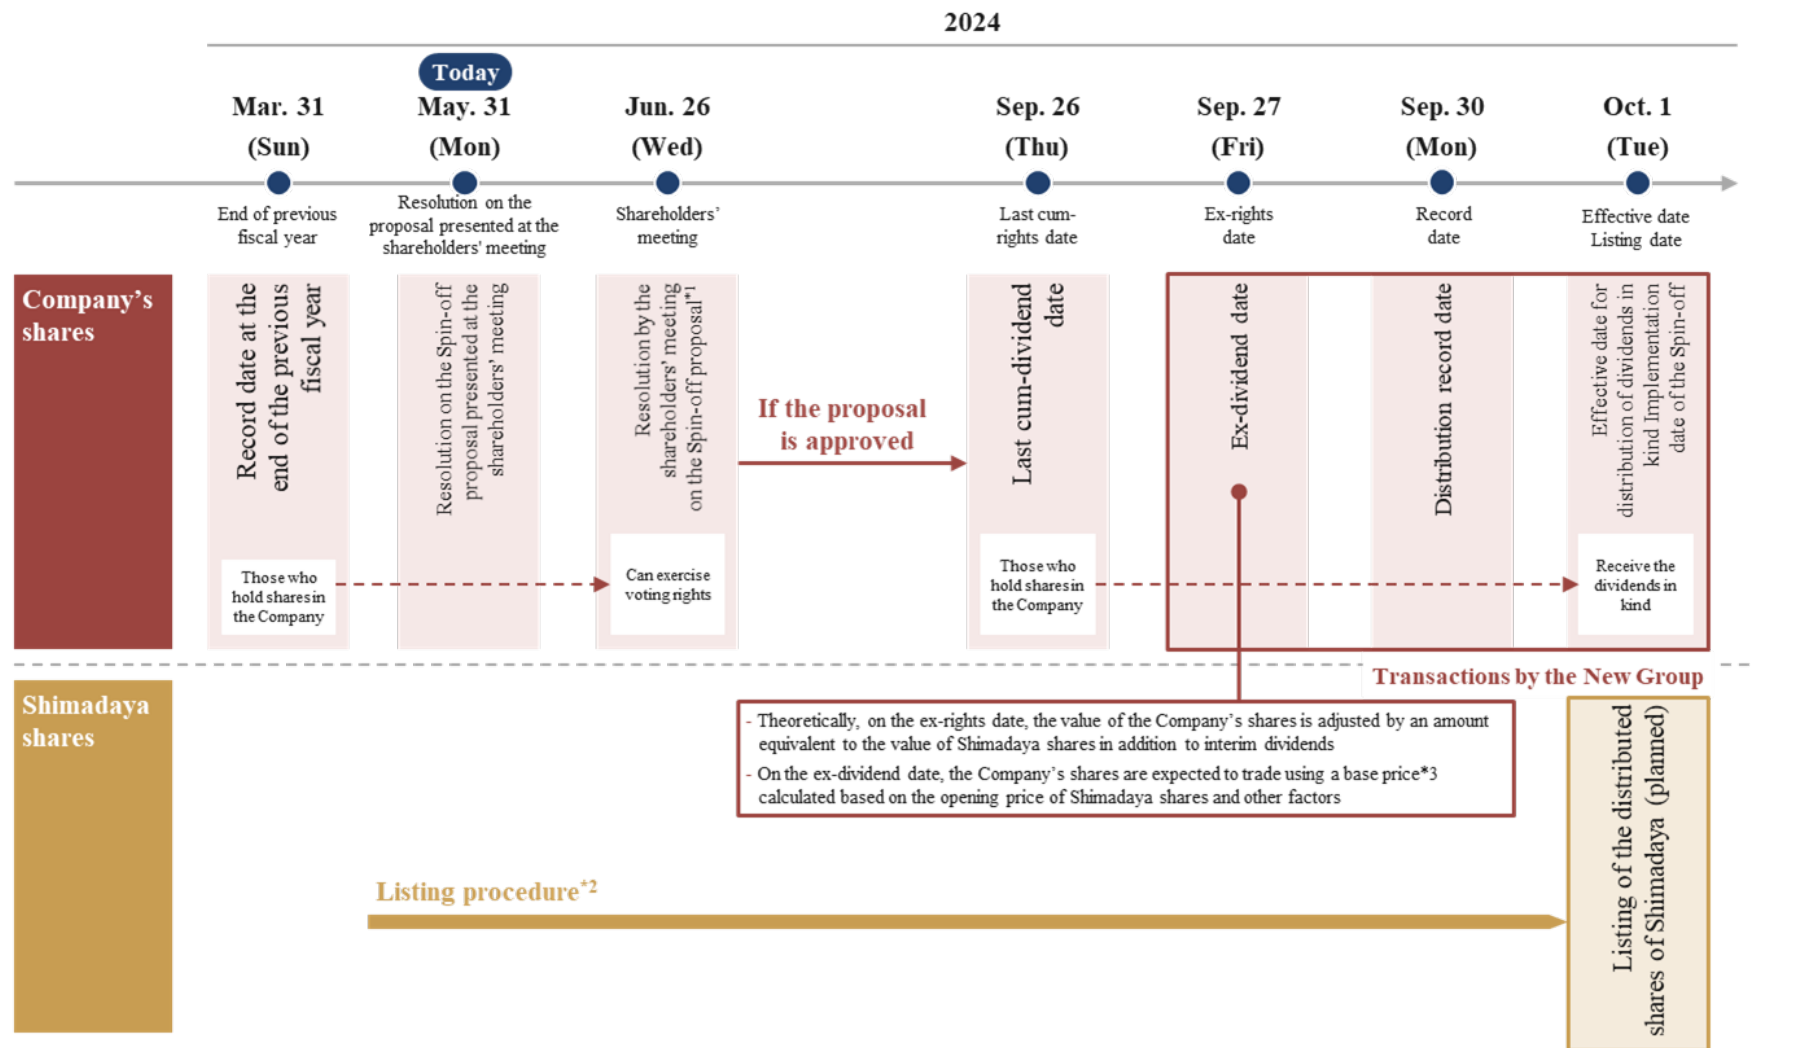 2024
Today
Mar. 31
(Sun)
May. 31
(Mon)
Jun. 26
(Wed)
Sep. 26
(Thu)
Sep. 27
(Fri)
Sep. 30
(Mon)
Oct. 1
(Tue)
End of previous
fiscal year
Resolution on the
proposal presented at the
shareholders' meeting
Shareholders’
meeting
Last cum-
rights date
Ex-rights
date
Record
date
Effective date
Listing date
Company’s
shares
Record date at the
end of the previous
fiscal year
Those who
hold shares in
the Company
Resolution on the Spin-off
proposal presented at the
shareholders’ meeting
Resolution by the
shareholders’ meeting
on the Spin-off proposal*1
Can exercise
voting rights
If the proposal
is approved
Last cum-dividend
date
Those who
hold shares in
the Company
Ex-dividend date
Distribution record date
Effective date for
distribution of dividends in
kind Implementation
date of the Spin-off
Receive the
dividends in
kind
Transactions by the New Group
Shimadaya
shares
- Theoretically, on the ex-rights date, the value of the Company’s shares is adjusted by an amount
equivalent to the value of Shimadaya shares in addition to interim dividends
- On the ex-dividend date, the Company’s shares are expected to trade using a base price*3
calculated based on the opening price of Shimadaya shares and other factors
Listing procedure*2
Listing of the distributed
shares of Shimadaya (planned)